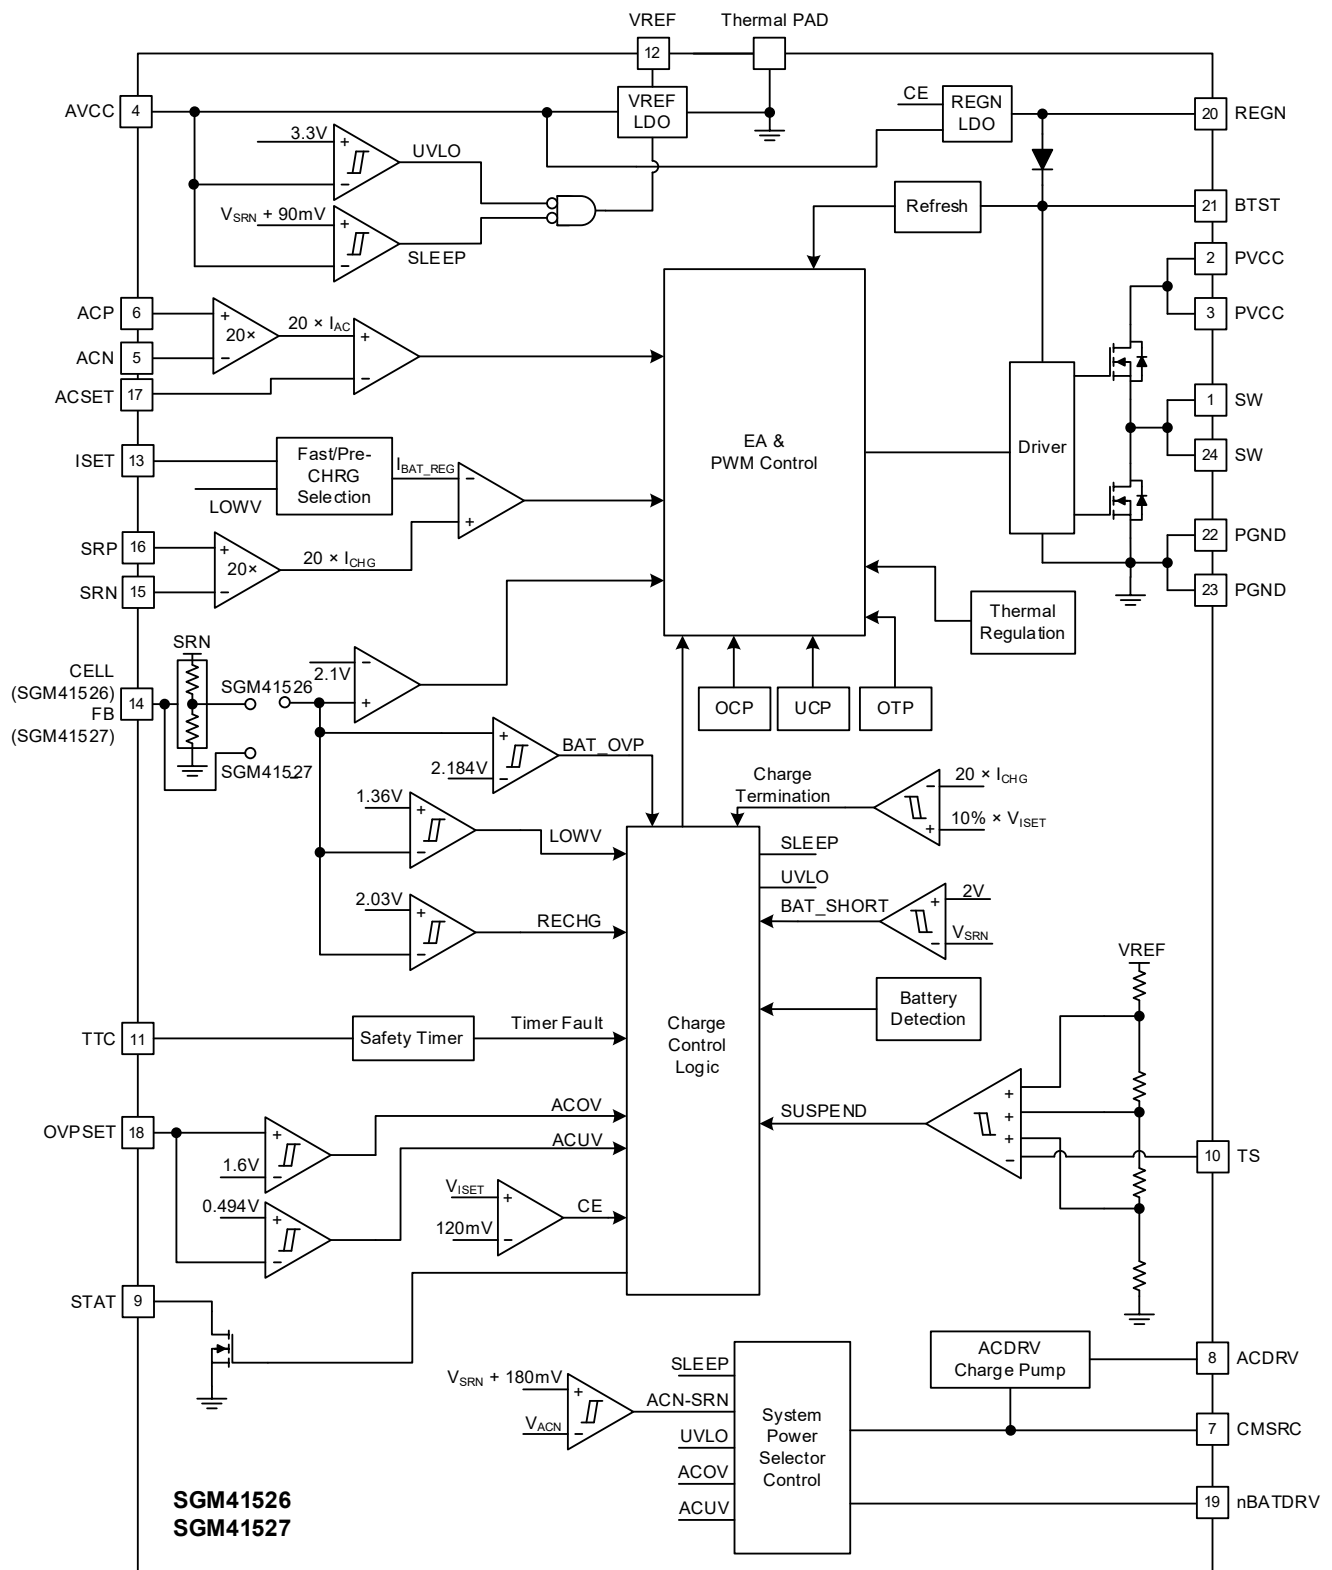 VREF
Thermal PAD
12
AVCC
4
VREF
LDO
CE
REGN
LDO
20
REGN
3.3V
+
−
UVLO
VSRN + 90mV
+
−
SLEEP
Refresh
21
BTST
2
PVCC
3
PVCC
ACP
6
+
20×
−
20 × IAC
+
−
ACN
5
ACSET
17
EA &
PWM Control
Driver
1
SW
24
SW
ISET
13
Fast/Pre-
CHRG
Selection
LOWV
IBAT_REG
−
+
SRP
16
+
20×
−
20 × ICHG
SRN
15
22
PGND
23
PGND
Thermal
Regulation
OCP
UCP
OTP
CELL
(SGM41526)
FB
(SGM41527)
14
SRN
SGM41526
SGM41527
−
2.1V
+
+
2.184V
−
BAT_OVP
1.36V
+
−
LOWV
2.03V
+
−
RECHG
Charge
Termination
20 × ICHG
−
10% × VISET
+
SLEEP
UVLO
BAT_SHORT
+
2V
−
VSRN
Battery
Detection
VREF
TTC
11
Safety Timer
Timer Fault
Charge
Control
Logic
SUSPEND
+
+
+
−
10
TS
OVPSET
18
+
1.6V
−
ACOV
0.494V
+
−
ACUV
VISET
+
120mV
−
CE
STAT
9
ACDRV
Charge Pump
8
ACDRV
SLEEP
VSRN + 180mV
+
VACN
−
ACN-SRN
UVLO
ACOV
ACUV
System
Power
Selector
Control
7
CMSRC
19
nBATDRV
SGM41526
SGM41527